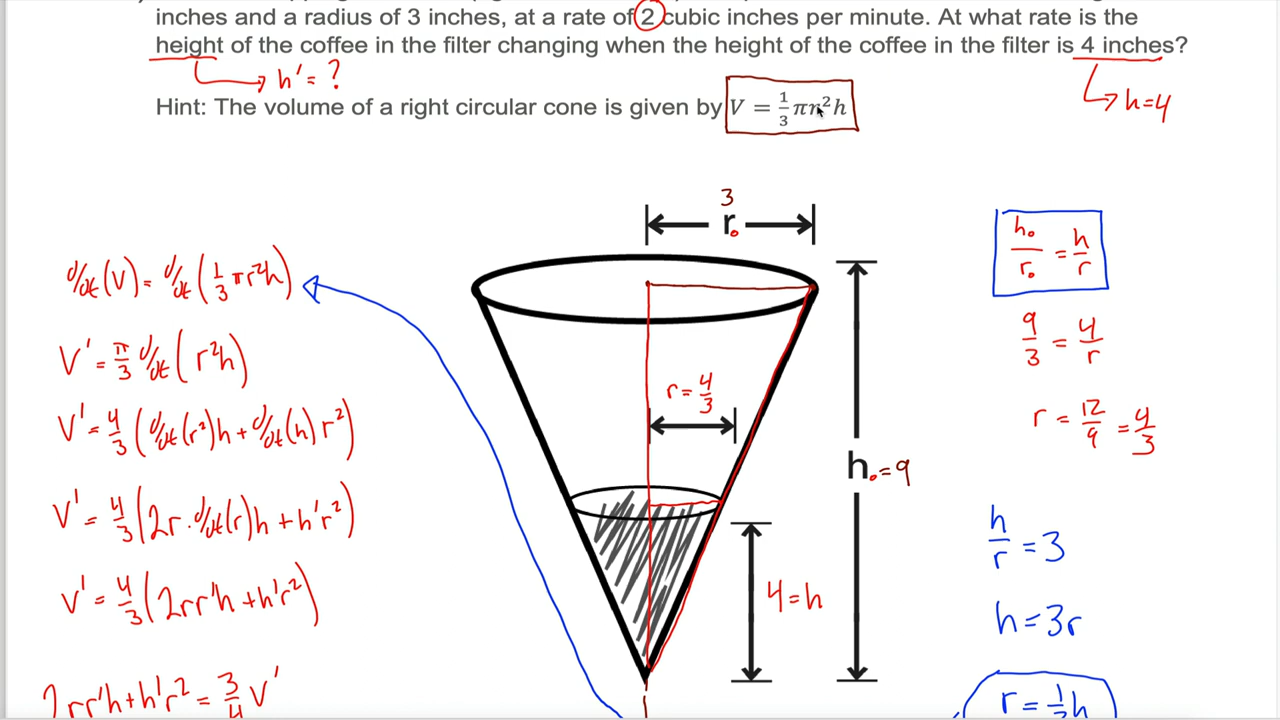 inches and a radius of 3 inches, at a rate of 2 cubic inches per minute. At what rate is the
height of the coffee in the filter changing when the height of the coffee in the filter is 4 inches?
h' = ?
h=4
Hint: The volume of a right circular cone is given by V = 1/3 πr²h
3
r₀
d/dt(V) = d/dt(1/3 πr²h)
V' = π/3 d/dt(r²h)
V' = 4/3(d/dt(r²)h + d/dt(h)r²)
V' = 4/3(2r·d/dt(r)h + h'r²)
V' = 4/3(2rr'h + h'r²)
2rr'h + h'r² = 3/4 V'
r = 4/3
4 = h
h₀ = 9
h₀/r₀ = h/r
9/3 = 4/r
r = 12/9 = 4/3
h/r = 3
h = 3r
r = 1/3 h